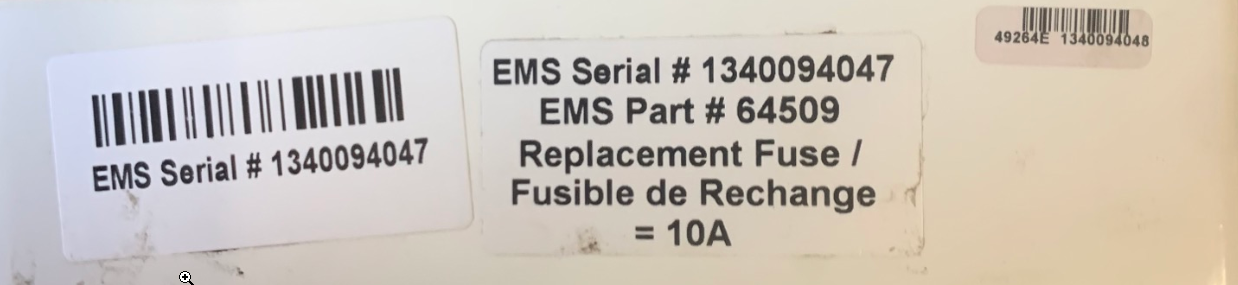 EMS Serial # 1340094047
EMS Serial # 1340094047
EMS Part # 64509
Replacement Fuse /
Fusible de Rechange
= 10A
49264E 1340094048